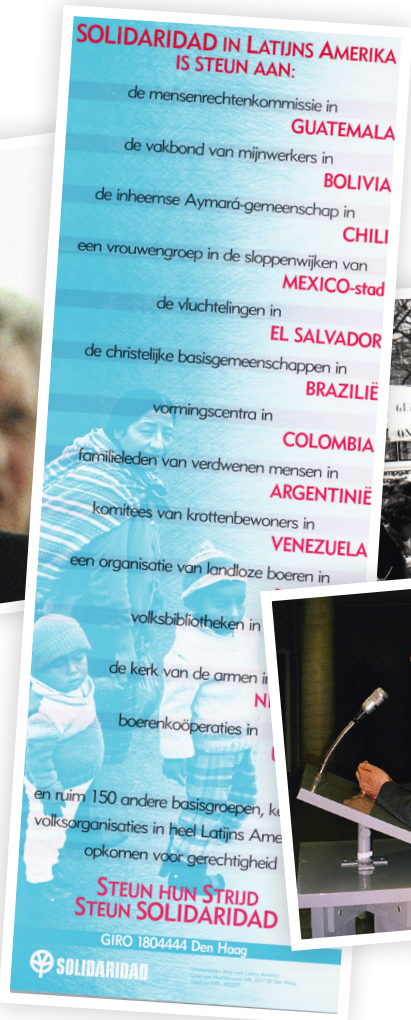 SOLIDARIDAD IN LATIJNS AMERIKA
IS STEUN AAN:
de mensenrechtenkommissie in
GUATEMALA
de vakbond van mijnwerkers in
BOLIVIA
de inheemse Aymará-gemeenschap in
CHILI
een vrouwengroep in de sloppenwijken van
MEXICO-stad
de vluchtelingen in
EL SALVADOR
de christelijke basisgemeenschappen in
BRAZILIË
vormingscentra in
COLOMBIA
familieleden van verdwenen mensen in
ARGENTINIË
komitees van krottenbewoners in
VENEZUELA
een organisatie van landloze boeren in
volksbibliotheken in
de kerk van de armen in
boerenkoöperaties in
en ruim 150 andere basisgroepen,
volksorganisaties in heel Latijns
opkomen voor gerechtigheid
STEUN HUN STRIJD
STEUN SOLIDARIDAD
GIRO 1804444 Den Haag
SOLIDARIDAD